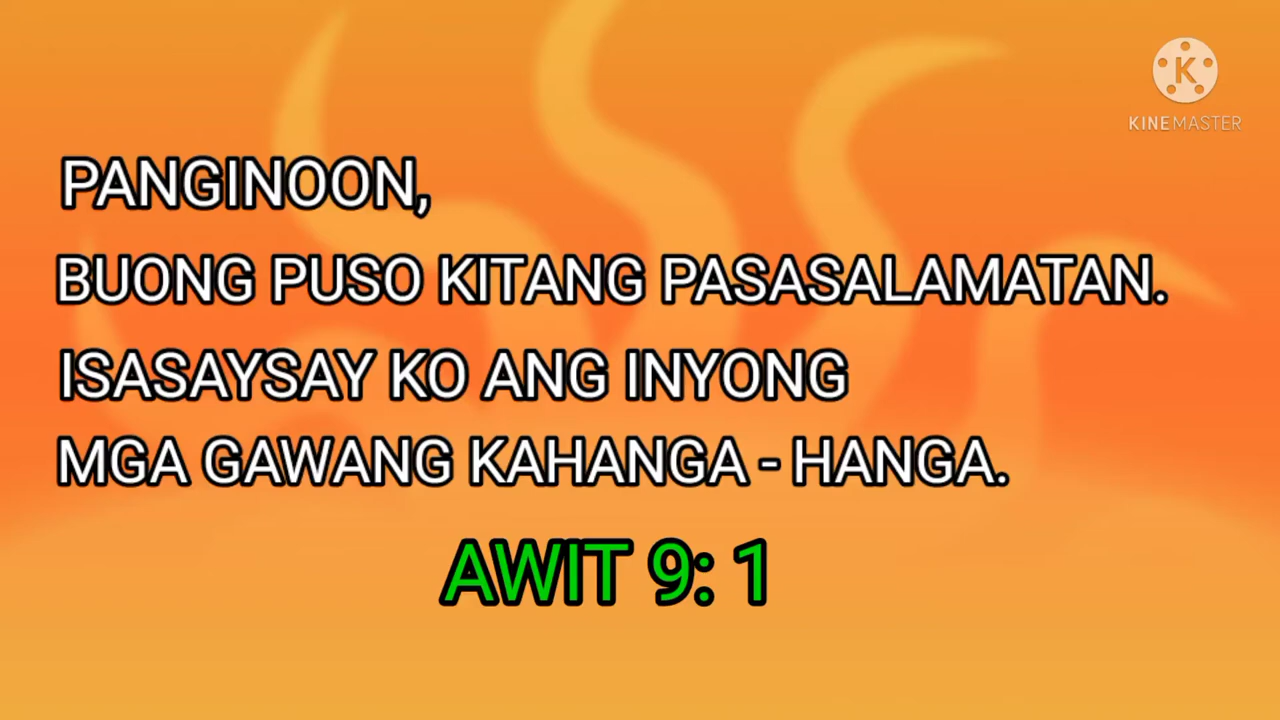 K
KINEMASTER
PANGINOON,
BUONG PUSO KITANG PASASALAMATAN.
ISASAYSAY KO ANG INYONG
MGA GAWANG KAHANGA - HANGA.
AWIT 9: 1